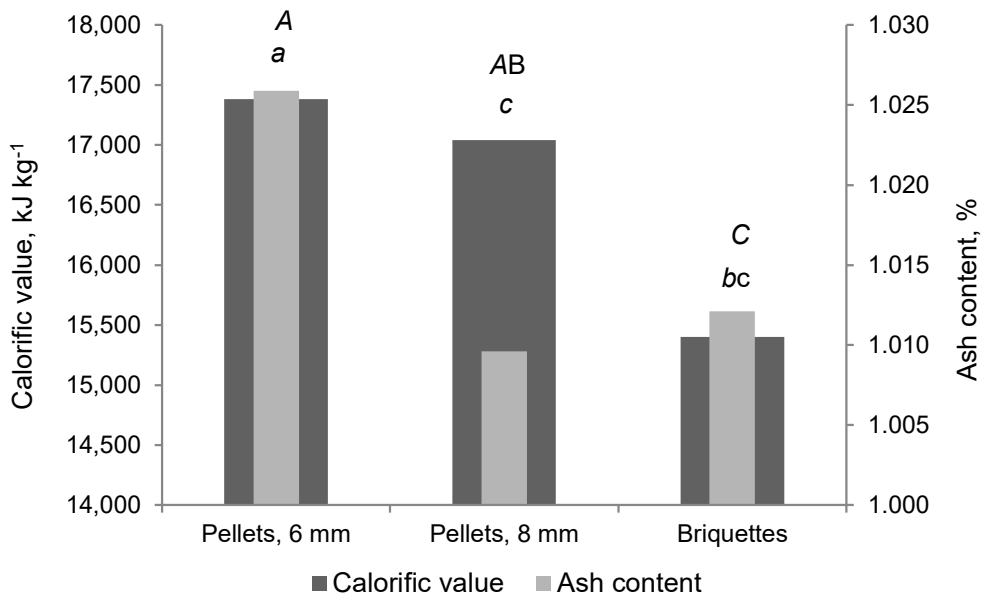 Calorific value, kJ kg-1
18,000
17,500
17,000
16,500
16,000
15,500
15,000
14,500
14,000
A
a
AB
c
C
bc
1.030
1.025
1.020
1.015
1.010
1.005
1.000
Ash content, %
Pellets, 6 mm
Pellets, 8 mm
Briquettes
Calorific value
Ash content